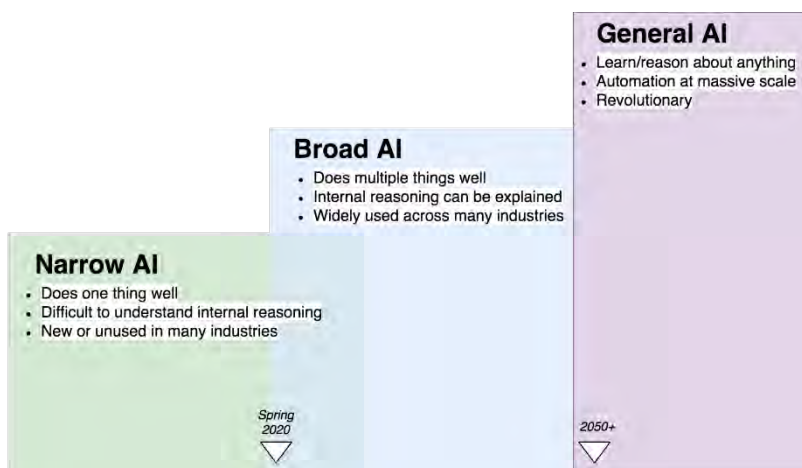 General AI
• Learn/reason about anything
• Automation at massive scale
• Revolutionary
Broad AI
• Does multiple things well
• Internal reasoning can be explained
• Widely used across many industries
Narrow AI
• Does one thing well
• Difficult to understand internal reasoning
• New or unused in many industries
Spring
2020
2050+